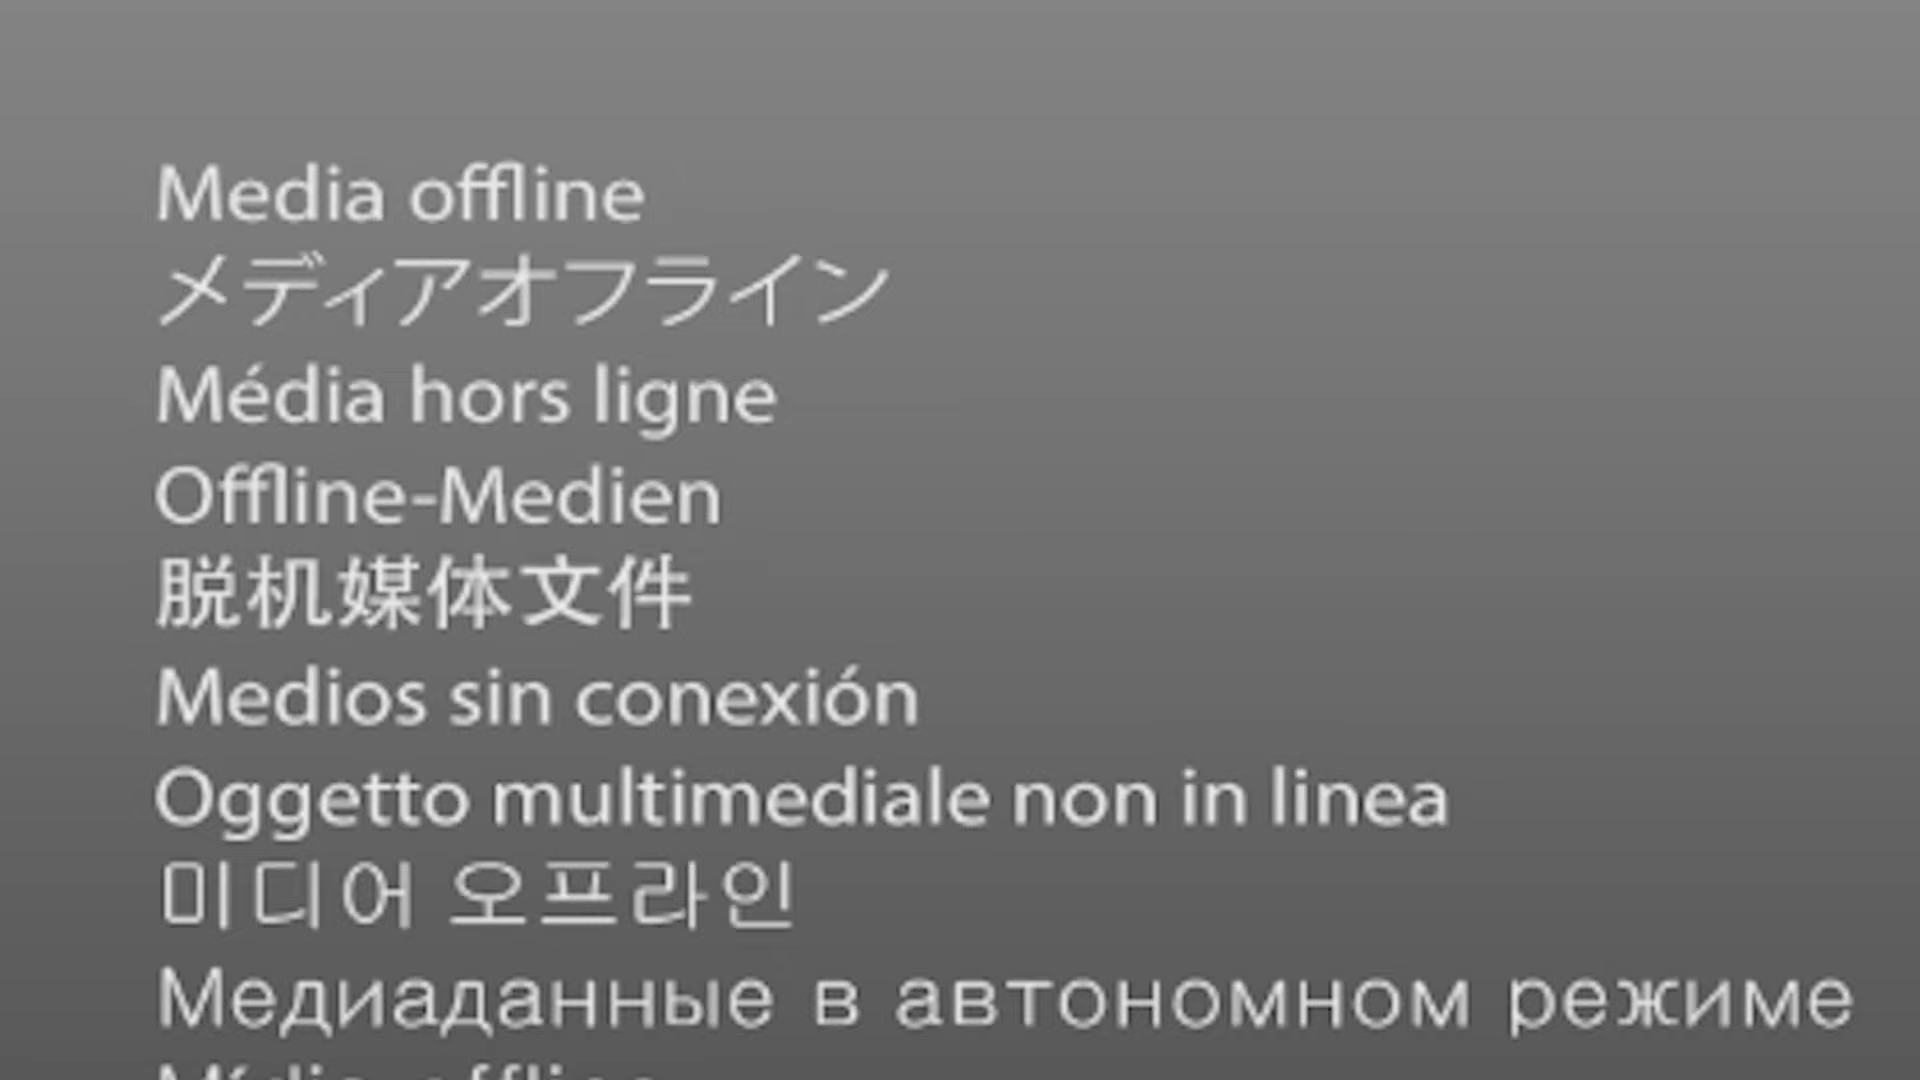 Media offline
メディアオフライン
Média hors ligne
Offline-Medien
脱机媒体文件
Medios sin conexión
Oggetto multimediale non in linea
미디어 오프라인
Медиаданные в автономном режиме